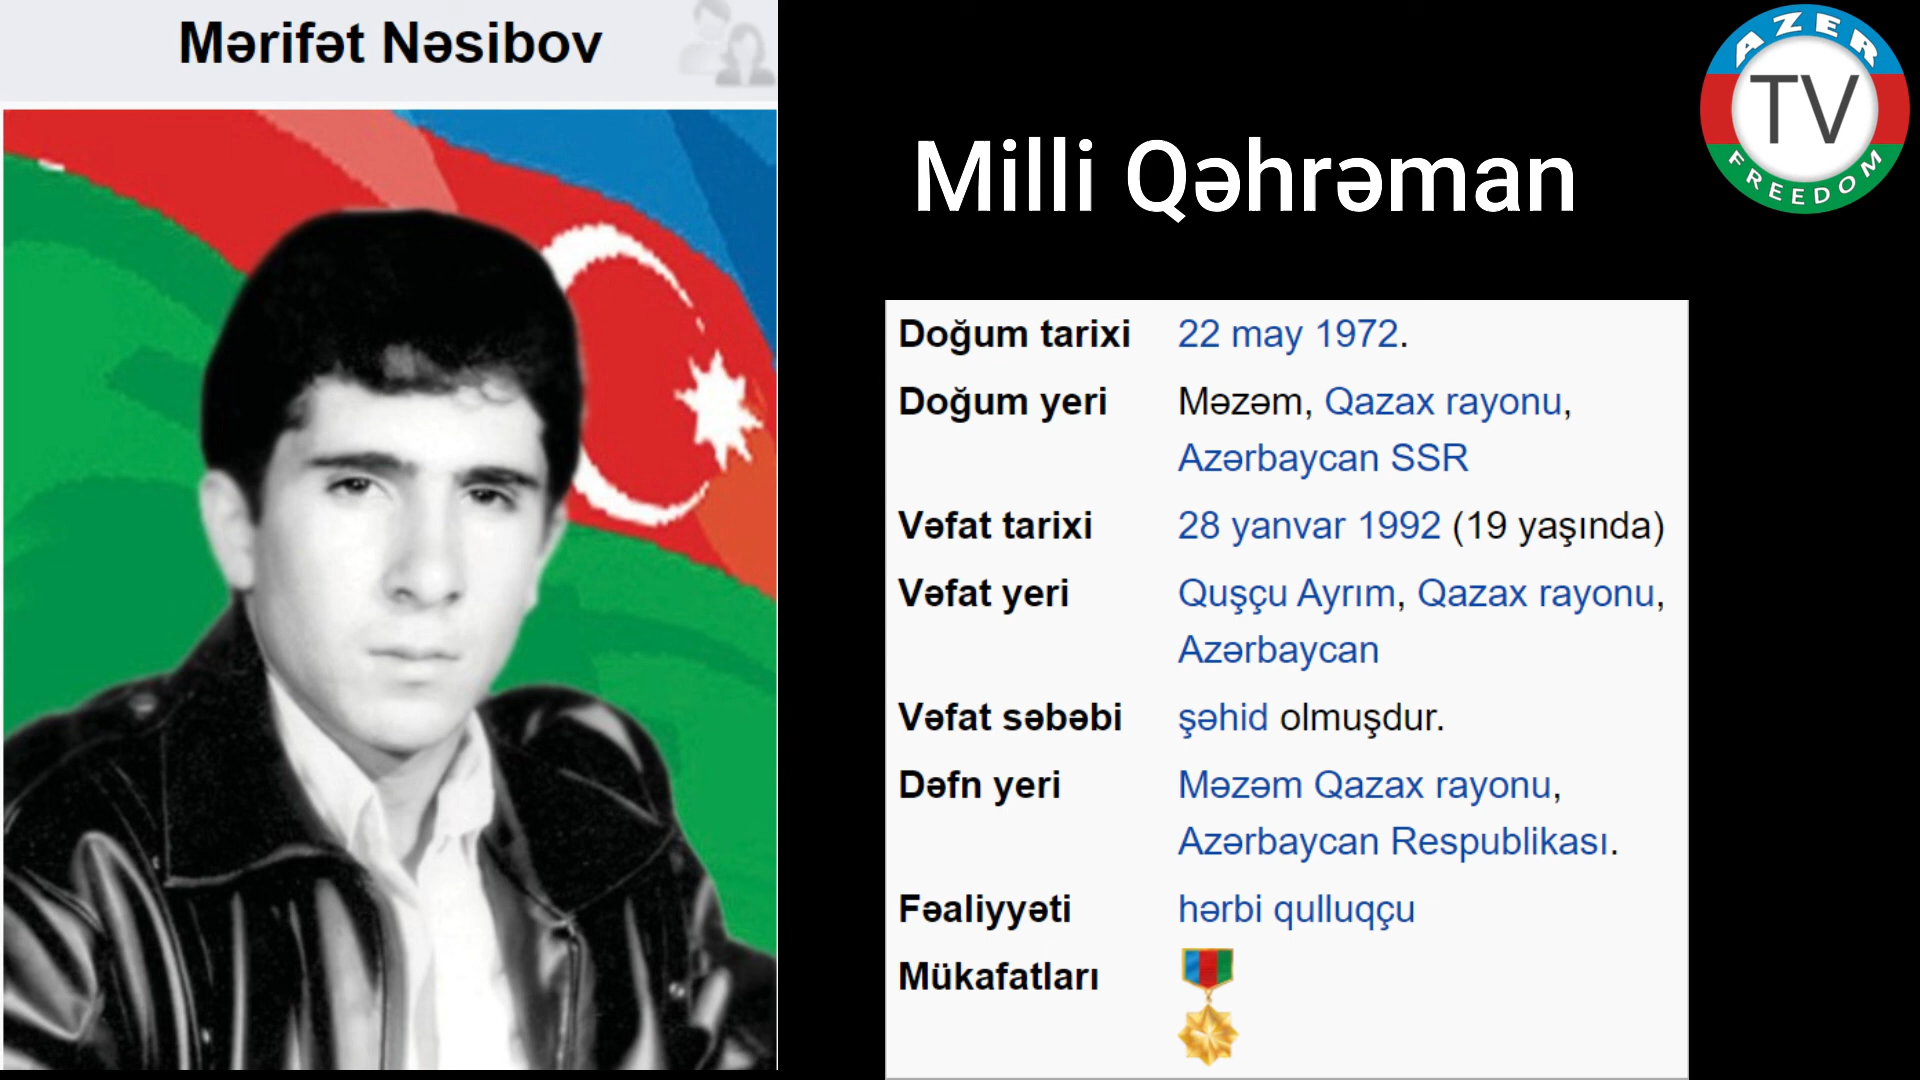 Mərifət Nəsibov
AZER
TV
FREEDOM
Milli Qəhrəman
Doğum tarixi 22 may 1972.
Doğum yeri Məzəm, Qazax rayonu,
Azərbaycan SSR
Vəfat tarixi 28 yanvar 1992 (19 yaşında)
Vəfat yeri Quşçu Ayrım, Qazax rayonu,
Azərbaycan
Vəfat səbəbi şəhid olmuşdur.
Dəfn yeri Məzəm Qazax rayonu,
Azərbaycan Respublikası.
Fəaliyyəti hərbi qulluqçu
Mükafatları